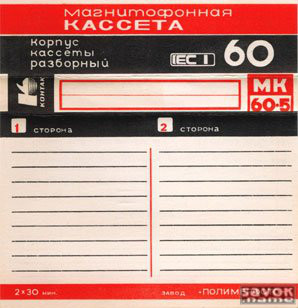 магнитофонная
КАССЕТА
корпус
кассеты
разборный
IEC I
60
КОНТАКТ
МК
60-5
1 сторона
2 сторона
2×30 мин.
завод
savok